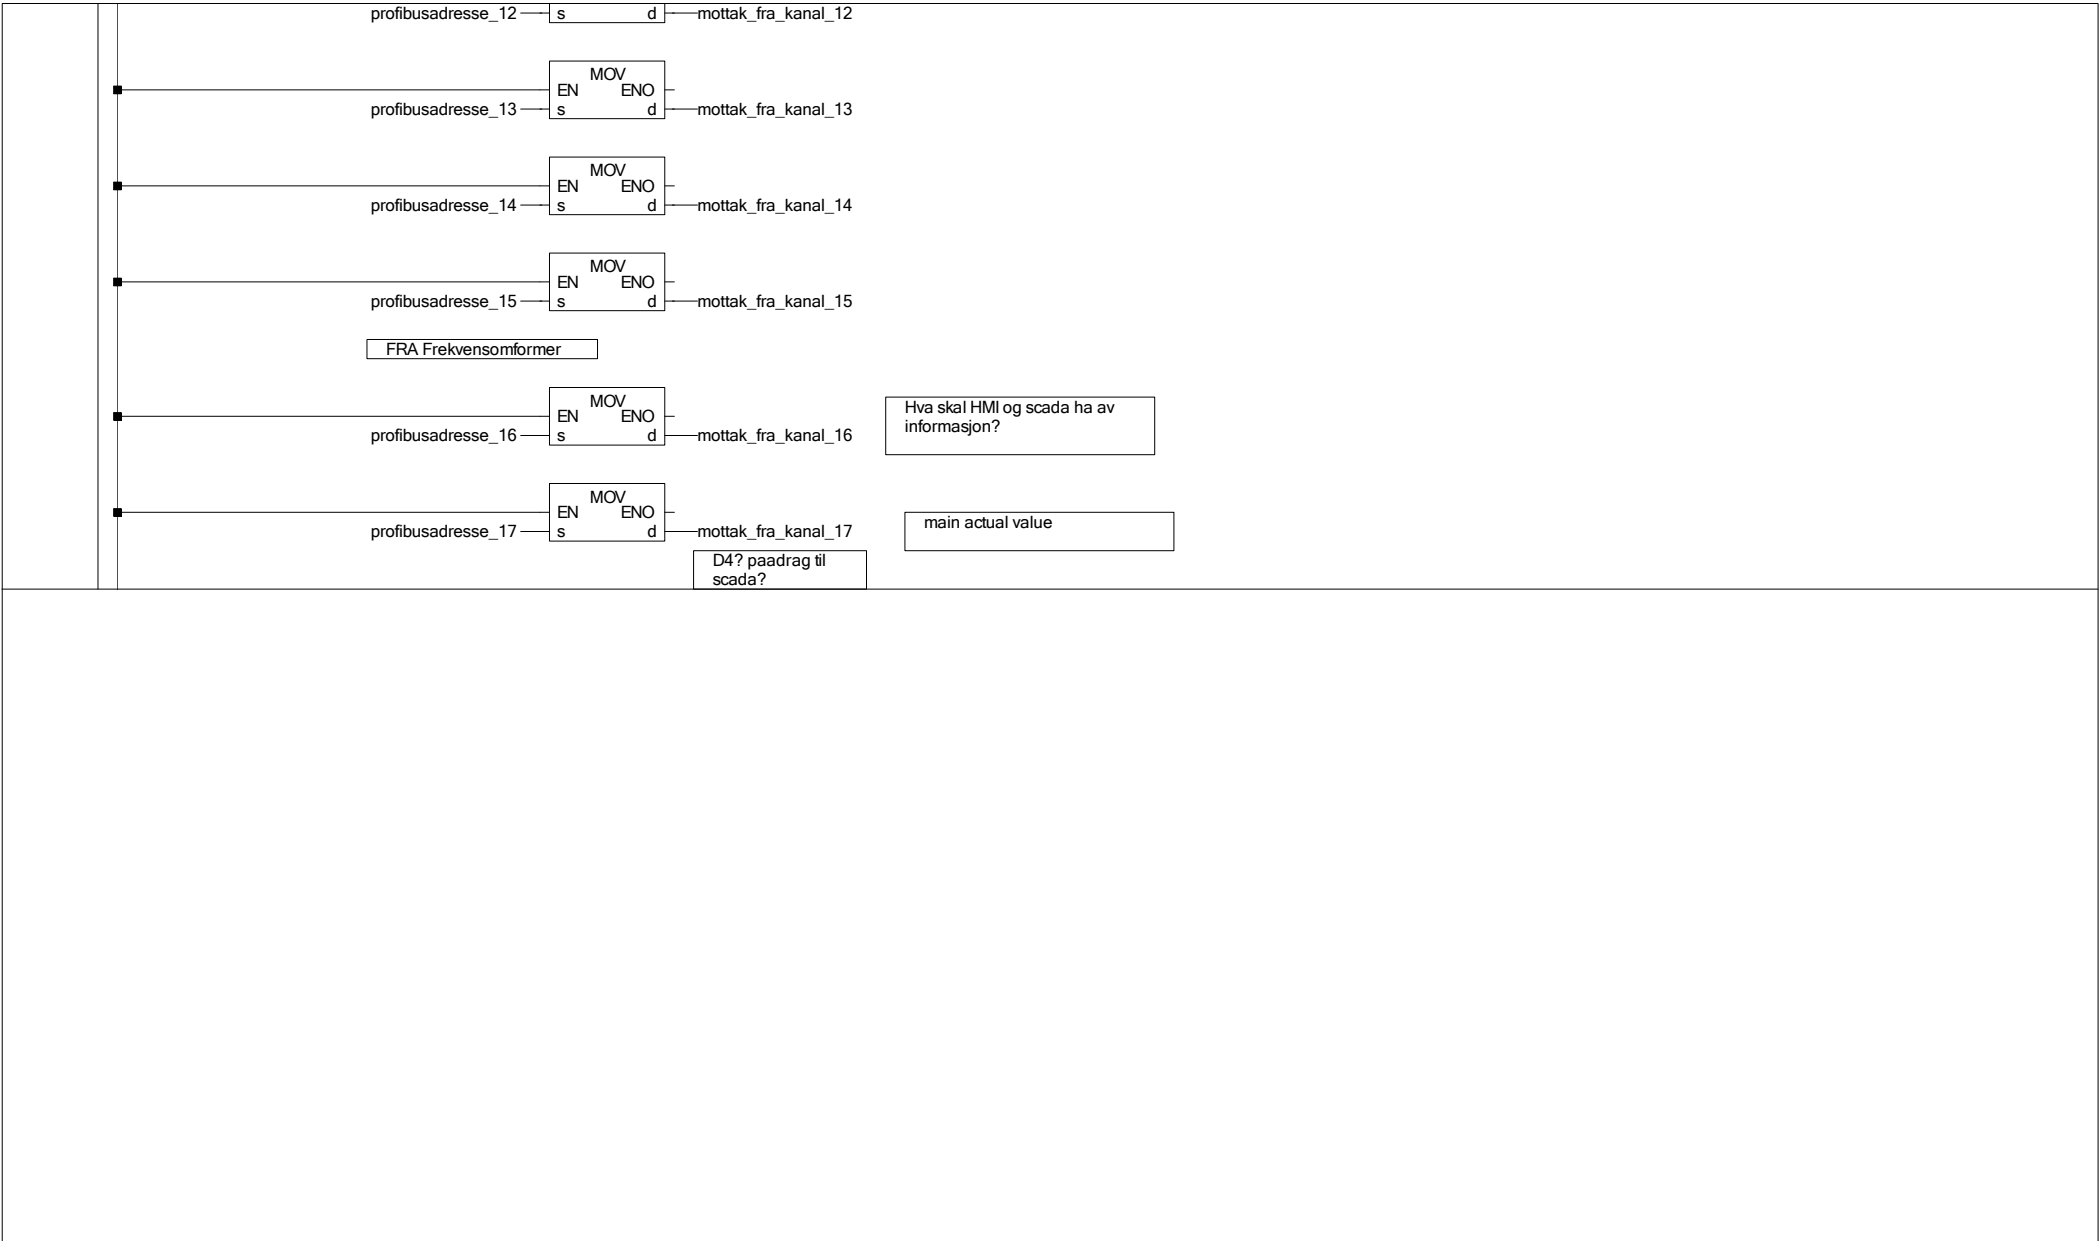 profibusadresse_12 s d mottak_fra_kanal_12
MOV
EN ENO
profibusadresse_13 s d mottak_fra_kanal_13
MOV
EN ENO
profibusadresse_14 s d mottak_fra_kanal_14
MOV
EN ENO
profibusadresse_15 s d mottak_fra_kanal_15
FRA Frekvensomformer
MOV
EN ENO
profibusadresse_16 s d mottak_fra_kanal_16
Hva skal HMI og scada ha av
informasjon?
MOV
EN ENO
profibusadresse_17 s d mottak_fra_kanal_17
main actual value
D4? paadrag til
scada?